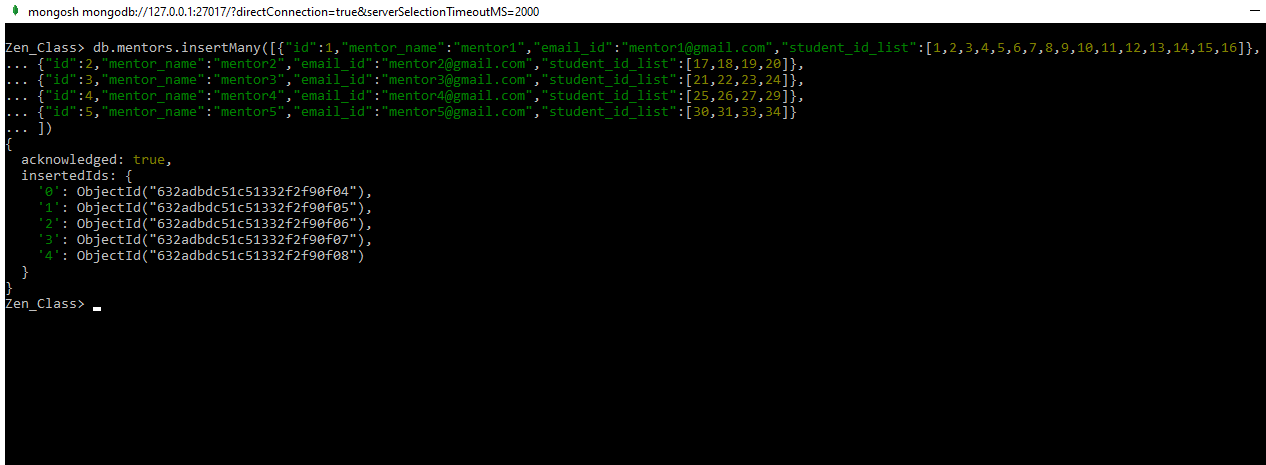 mongosh mongodb://127.0.0.1:27017/?directConnection=true&serverSelectionTimeoutMS=2000
Zen_Class> db.mentors.insertMany([{"id":1,"mentor_name":"mentor1","email_id":"mentor1@gmail.com","student_id_list":[1,2,3,4,5,6,7,8,9,10,11,12,13,14,15,16]},
... {"id":2,"mentor_name":"mentor2","email_id":"mentor2@gmail.com","student_id_list":[17,18,19,20]},
... {"id":3,"mentor_name":"mentor3","email_id":"mentor3@gmail.com","student_id_list":[21,22,23,24]},
... {"id":4,"mentor_name":"mentor4","email_id":"mentor4@gmail.com","student_id_list":[25,26,27,29]},
... {"id":5,"mentor_name":"mentor5","email_id":"mentor5@gmail.com","student_id_list":[30,31,33,34]}
... ])
{
  acknowledged: true,
  insertedIds: {
    '0': ObjectId("632adbdc51c51332f2f90f04"),
    '1': ObjectId("632adbdc51c51332f2f90f05"),
    '2': ObjectId("632adbdc51c51332f2f90f06"),
    '3': ObjectId("632adbdc51c51332f2f90f07"),
    '4': ObjectId("632adbdc51c51332f2f90f08")
  }
}
Zen_Class>